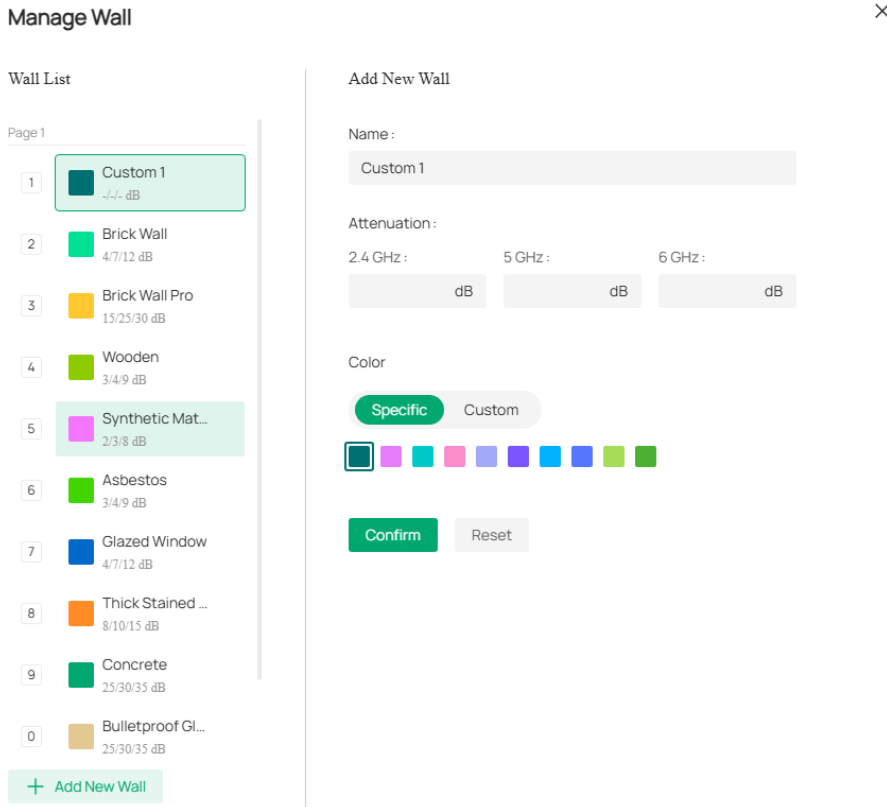 Manage Wall
Wall List
Page 1
1
Custom 1
-/-/- dB
2
Brick Wall
4/7/12 dB
3
Brick Wall Pro
15/25/30 dB
4
Wooden
3/4/9 dB
5
Synthetic Mat...
2/3/8 dB
6
Asbestos
3/4/9 dB
7
Glazed Window
4/7/12 dB
8
Thick Stained ...
8/10/15 dB
9
Concrete
25/30/35 dB
0
Bulletproof Gl...
25/30/35 dB
+ Add New Wall
Add New Wall
Name :
Custom 1
Attenuation :
2.4 GHz : 5 GHz : 6 GHz :
dB dB dB
Color
Specific Custom
Confirm Reset